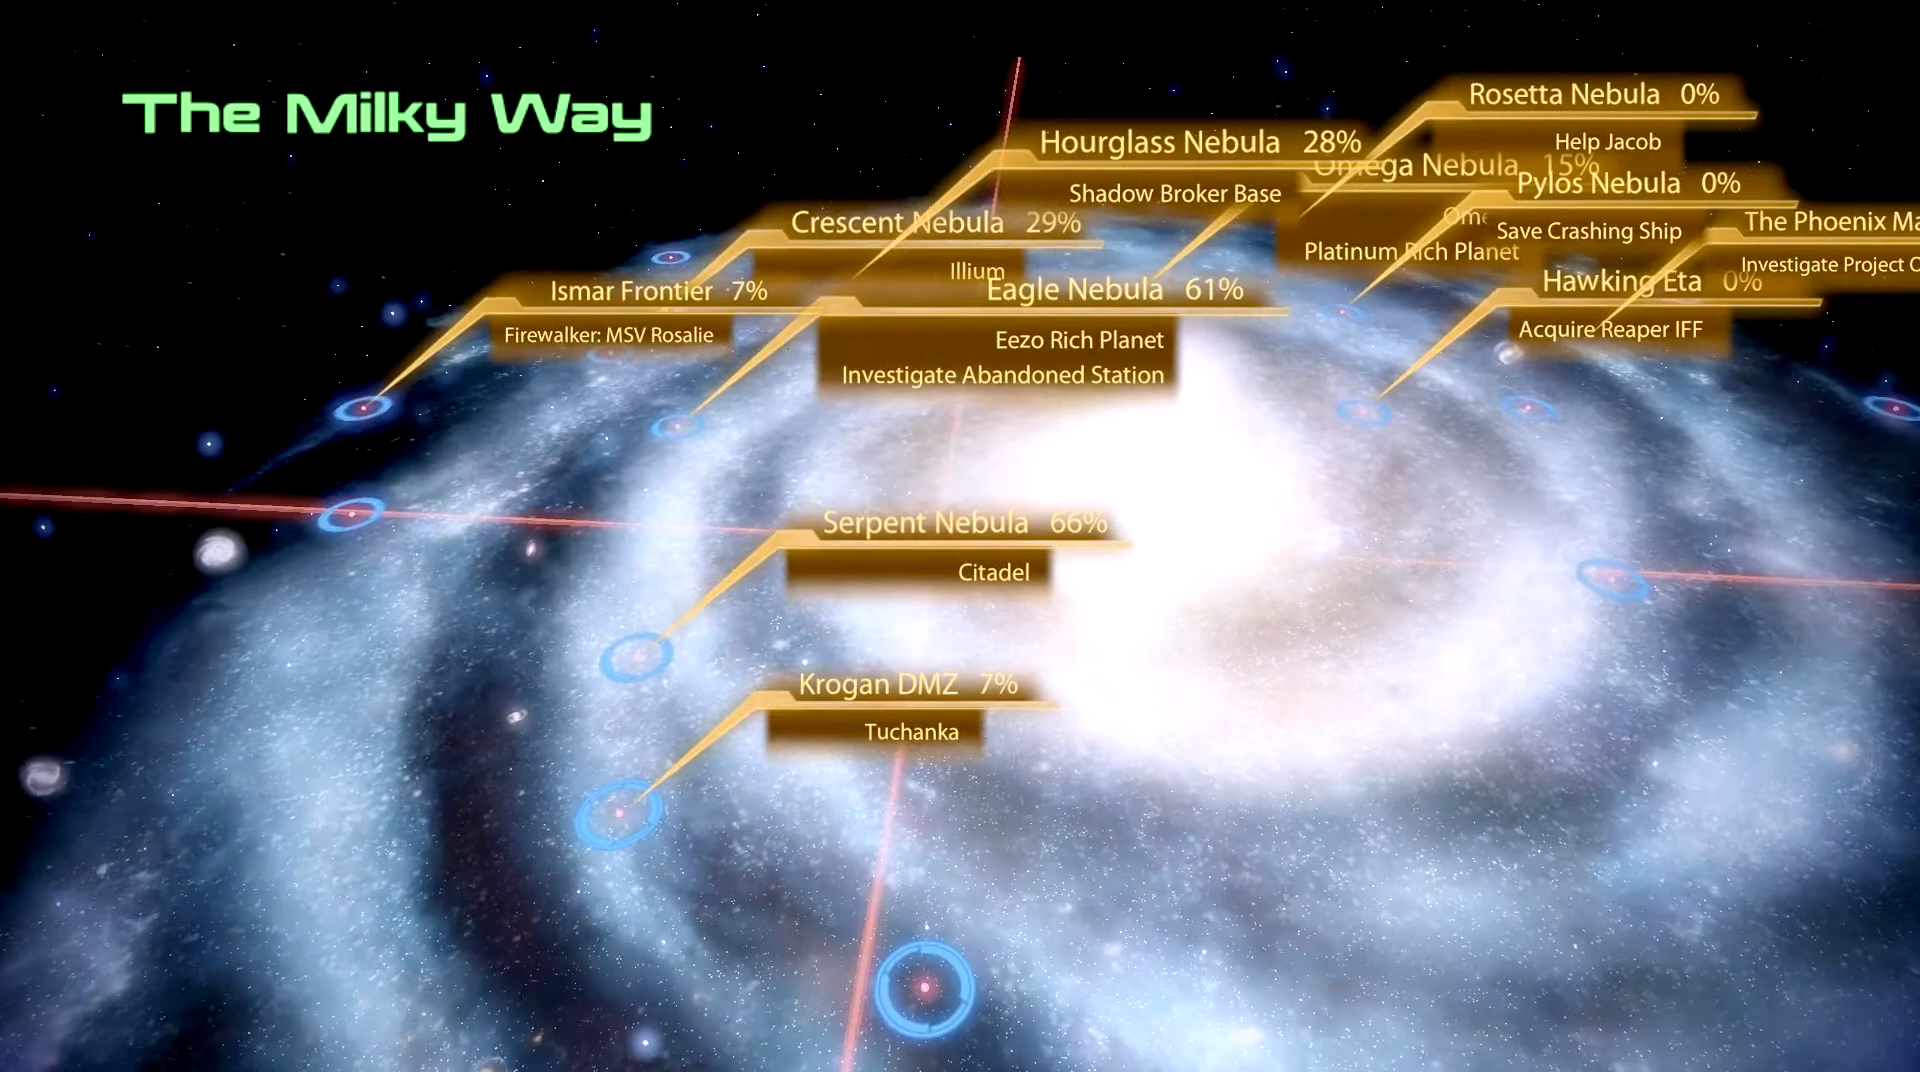 The Milky Way
Rosetta Nebula 0%
Help Jacob
Hourglass Nebula 28%
Shadow Broker Base
Omega Nebula 15%
Platinum Rich Planet
Pylos Nebula 0%
Save Crashing Ship
The Phoenix
Investigate Project
Crescent Nebula 29%
Illium
Hawking Eta 0%
Acquire Reaper IFF
Ismar Frontier 7%
Firewalker: MSV Rosalie
Eagle Nebula 61%
Eezo Rich Planet
Investigate Abandoned Station
Serpent Nebula 66%
Citadel
Krogan DMZ 7%
Tuchanka